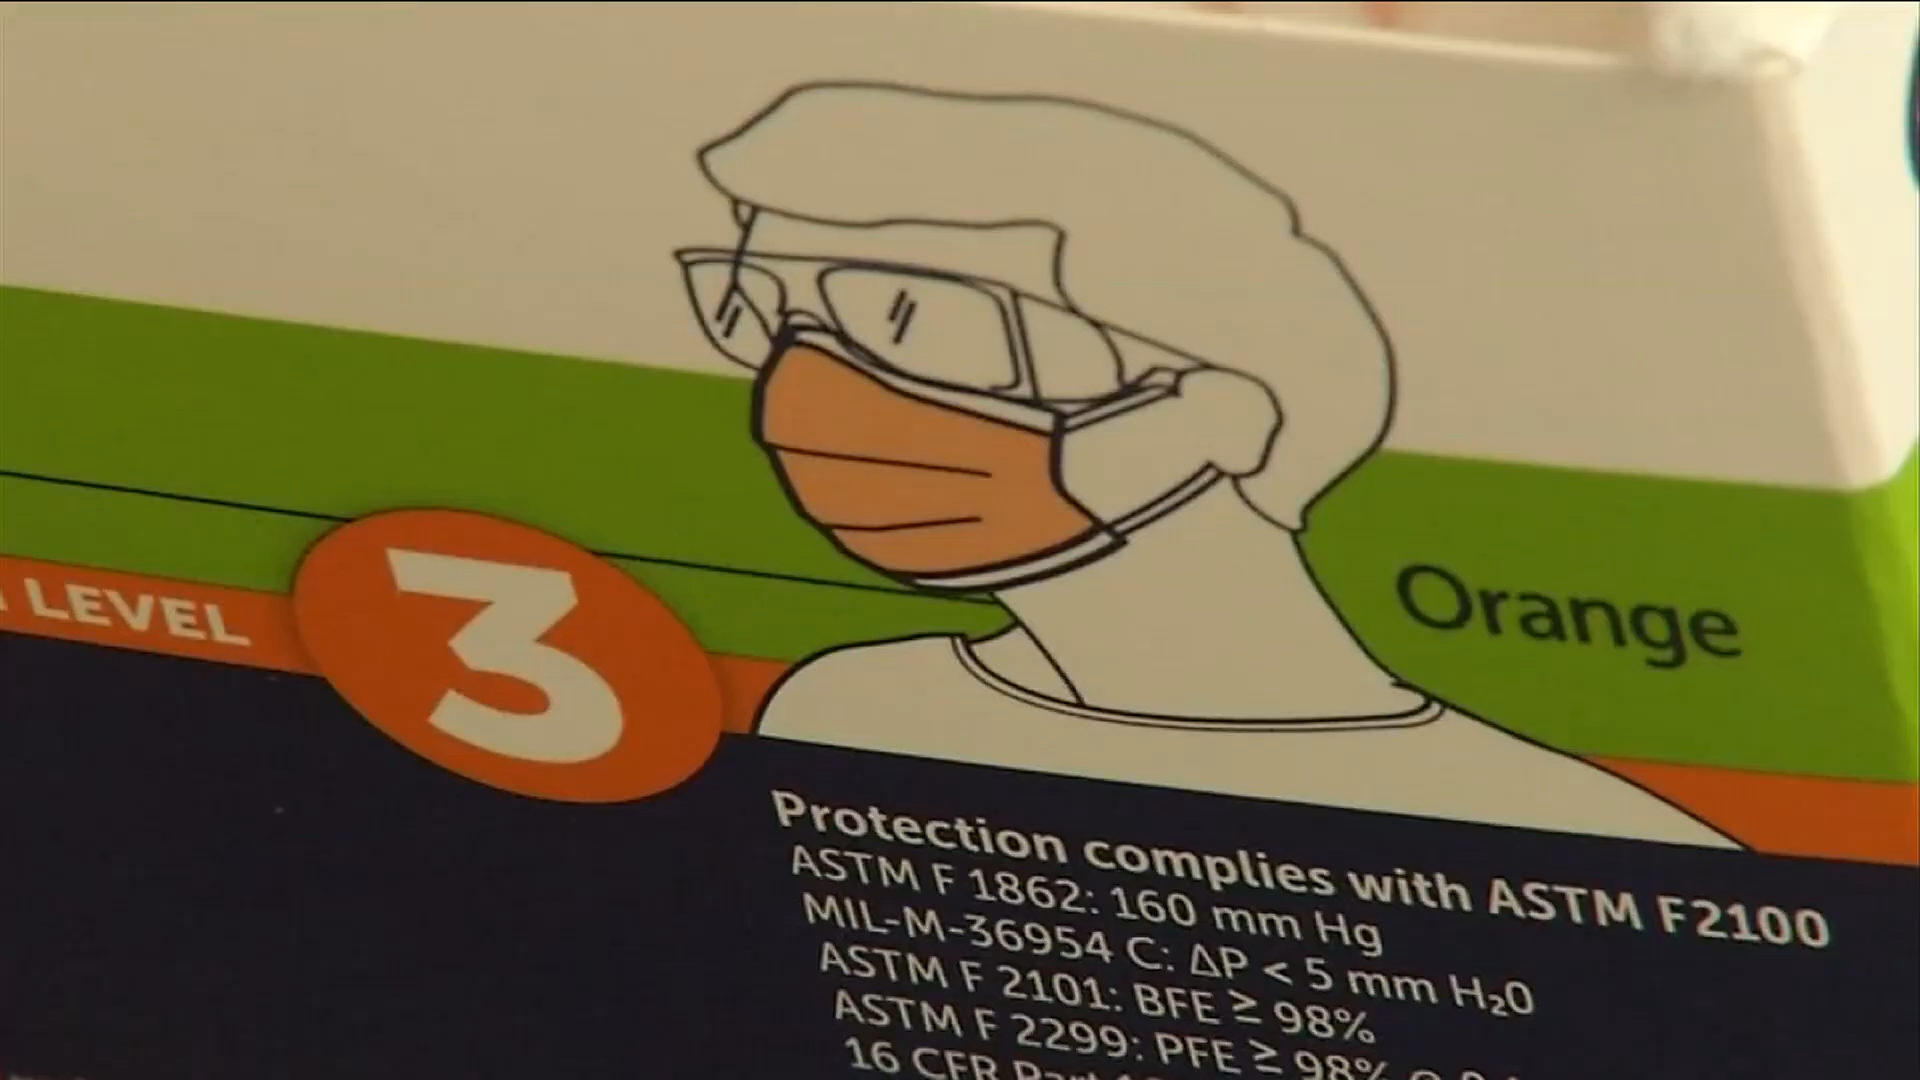 LEVEL
3
Orange
Protection complies with ASTM F2100
ASTM F 1862: 160 mm Hg
MIL-M-36954 C: ΔP < 5 mm H₂0
ASTM F 2101: BFE ≥ 98%
ASTM F 2299: PFE ≥ 98%
16 CFR